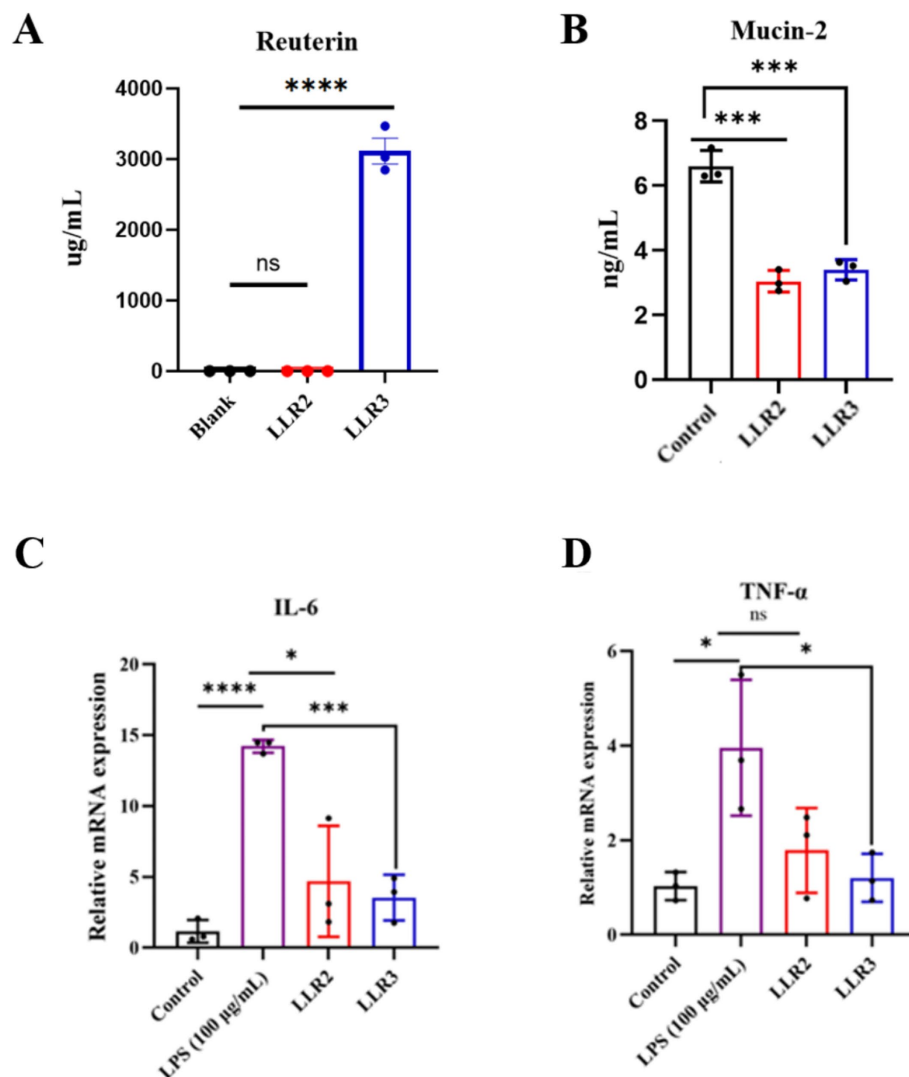 A
Reuterin
****
4000
3000
2000
1000
0
ug/mL
ns
Blank
LLR2
LLR3
B
Mucin-2
***
***
8
6
4
2
0
ng/mL
Control
LLR2
LLR3
C
IL-6
*
****
***
20
15
10
5
0
Relative mRNA expression
Control
LPS (100 μg/mL)
LLR2
LLR3
D
TNF-α
ns
*
*
6
4
2
0
Relative mRNA expression
Control
LPS (100 μg/mL)
LLR2
LLR3